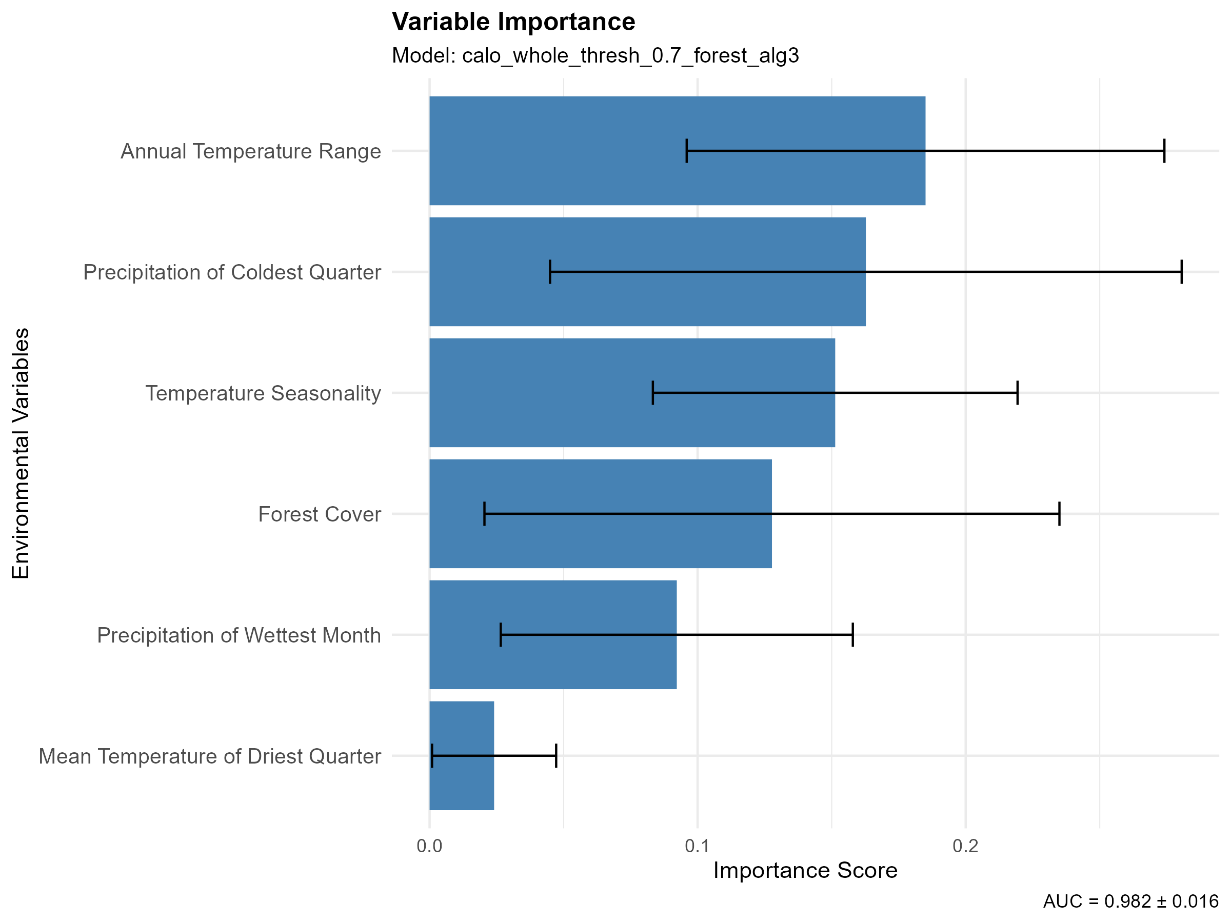 Variable Importance
Model: calo_whole_thresh_0.7_forest_alg3
Environmental Variables
Annual Temperature Range
Precipitation of Coldest Quarter
Temperature Seasonality
Forest Cover
Precipitation of Wettest Month
Mean Temperature of Driest Quarter
0.0 0.1 0.2
Importance Score
AUC = 0.982 ± 0.016